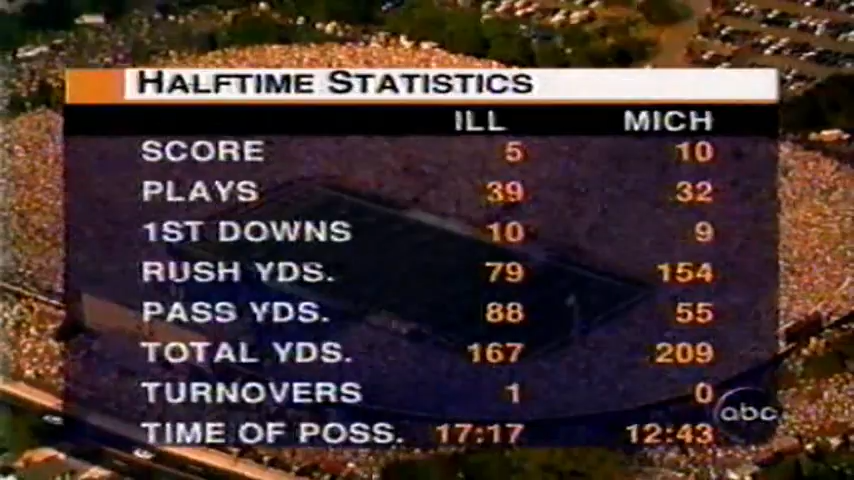 HALFTIME STATISTICS
ILL MICH
SCORE 5 10
PLAYS 39 32
1ST DOWNS 10 9
RUSH YDS. 79 154
PASS YDS. 88 55
TOTAL YDS. 167 209
TURNOVERS 1 0
abc
TIME OF POSS. 17:17 12:43